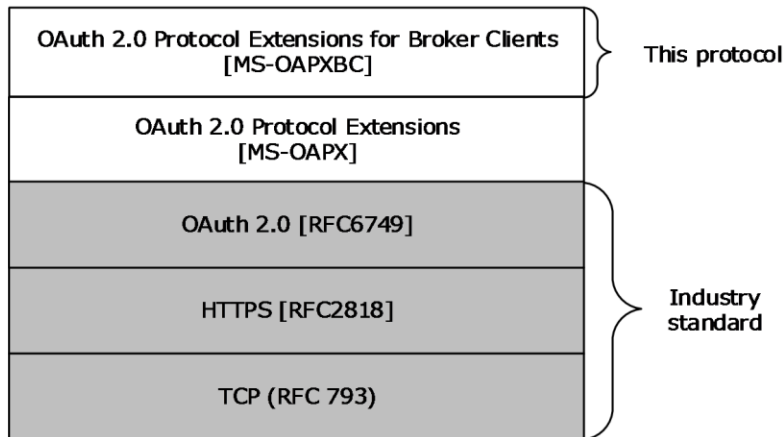 OAuth 2.0 Protocol Extensions for Broker Clients
[MS-OAPXBC]
This protocol
OAuth 2.0 Protocol Extensions
[MS-OAPX]
OAuth 2.0 [RFC6749]
HTTPS [RFC2818]
Industry
standard
TCP (RFC 793)